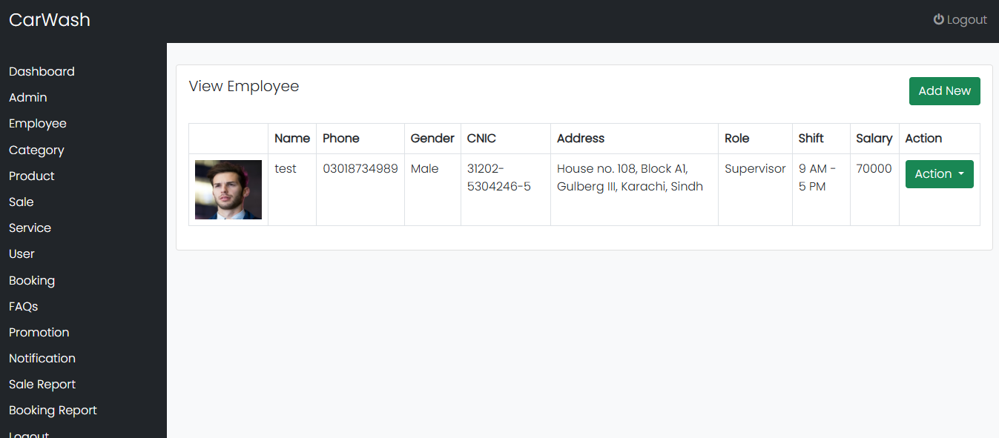 CarWash
Logout
Dashboard
Admin
Employee
Category
Product
Sale
Service
User
Booking
FAQs
Promotion
Notification
Sale Report
Booking Report
Logout
View Employee
Add New
Name Phone Gender CNIC Address Role Shift Salary Action
test 03018734989 Male 31202- House no. 108, Block A1, Supervisor 9 AM - 70000 Action
5304246-5 Gulberg III, Karachi, Sindh 5 PM